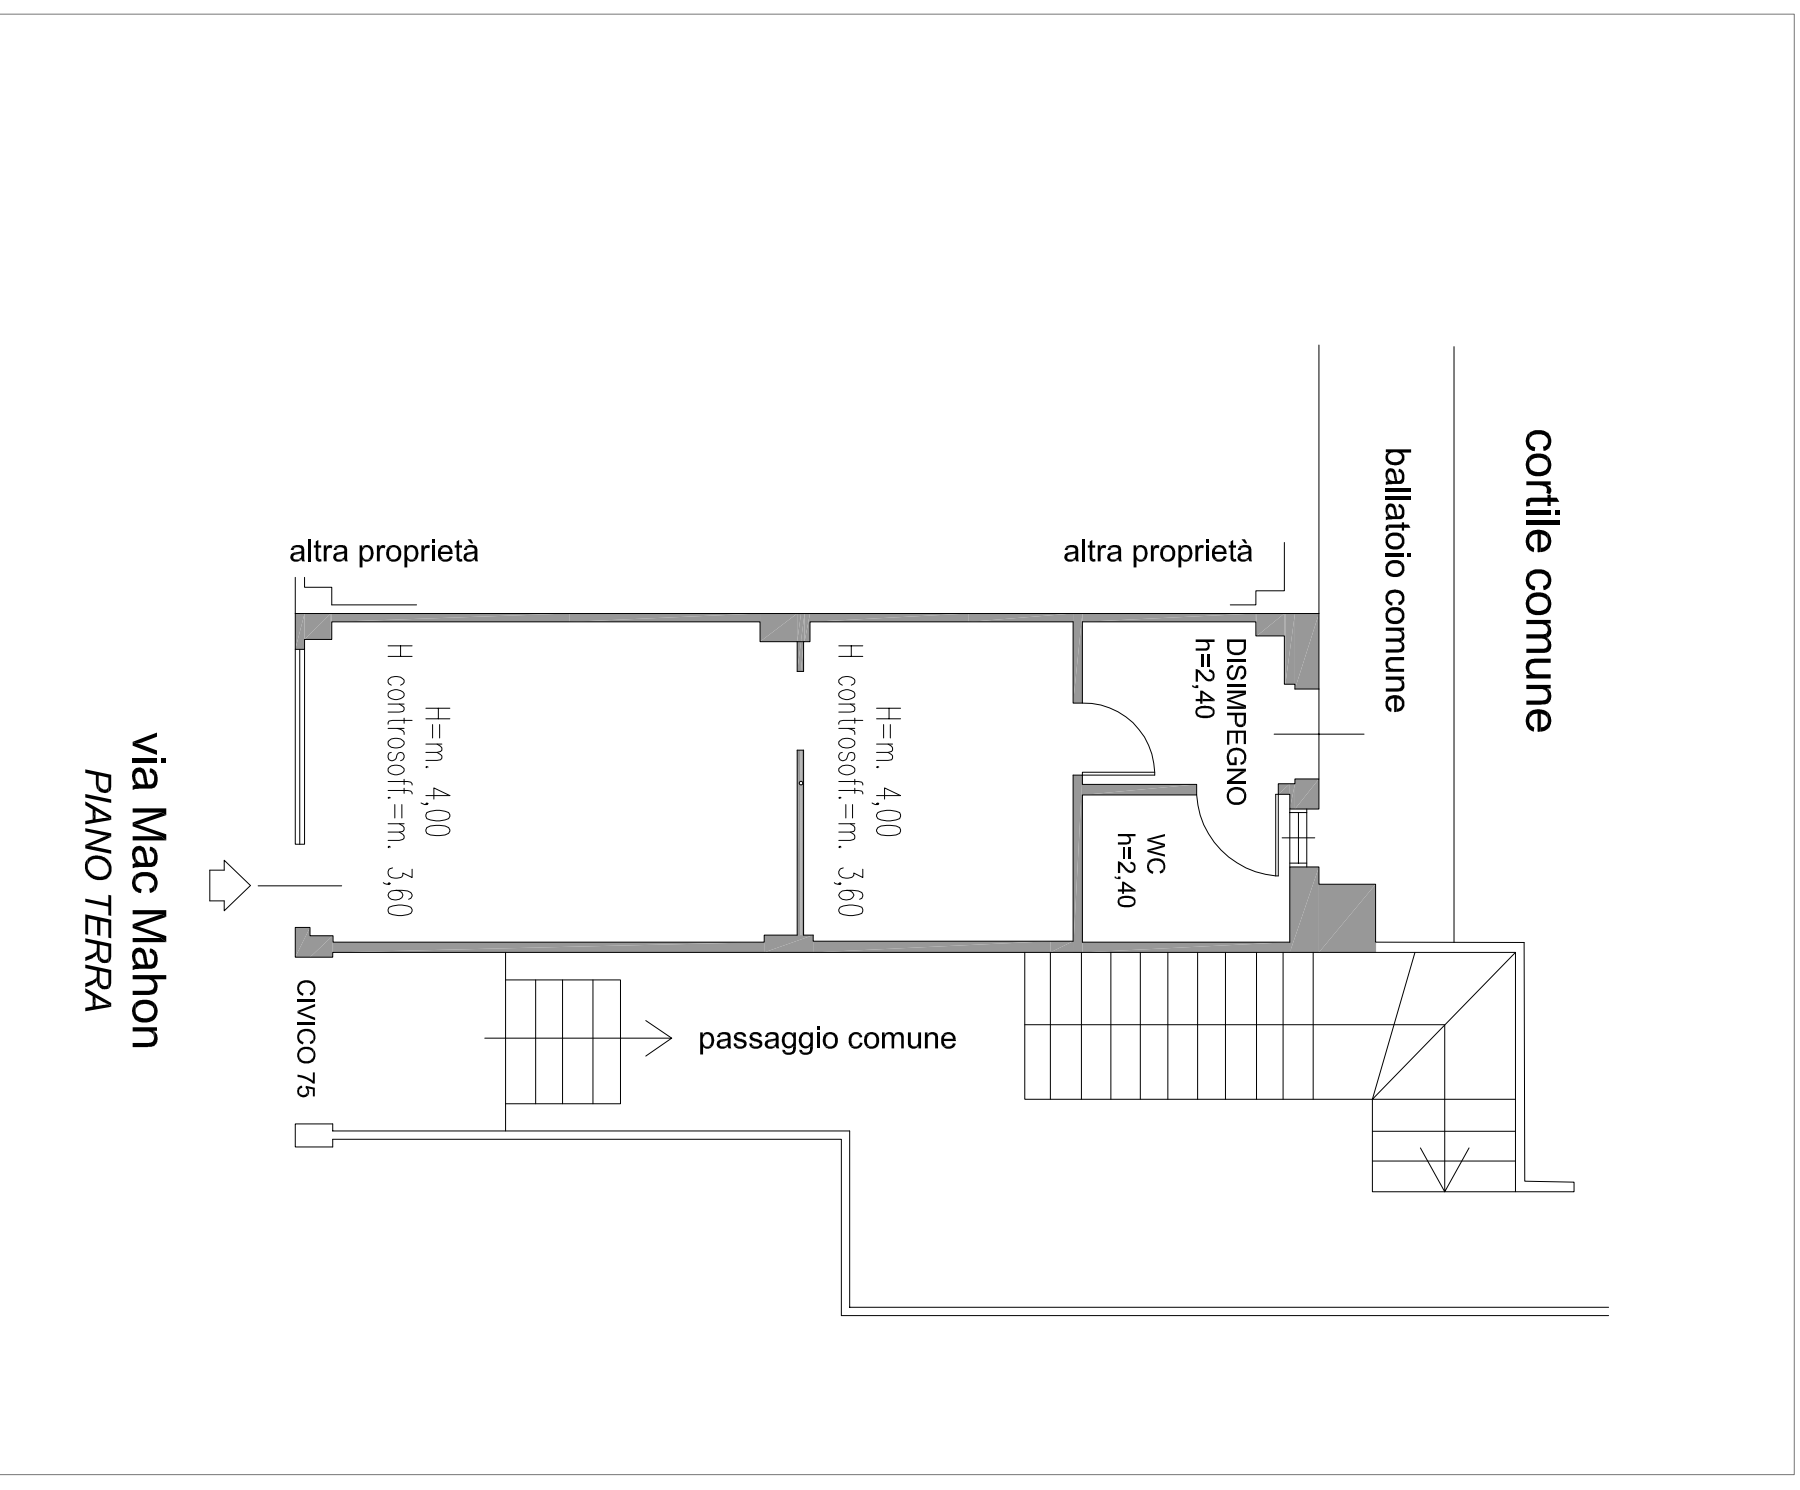 cortile comune
ballatoio comune
altra proprietà
altra proprietà
DISIMPEGNO
h=2,40
WC
h=2,40
H=m. 4,00
H controsoff.=m. 3,60
H=m. 4,00
H controsoff.=m. 3,60
passaggio comune
CIVICO 75
via Mac Mahon
PIANO TERRA